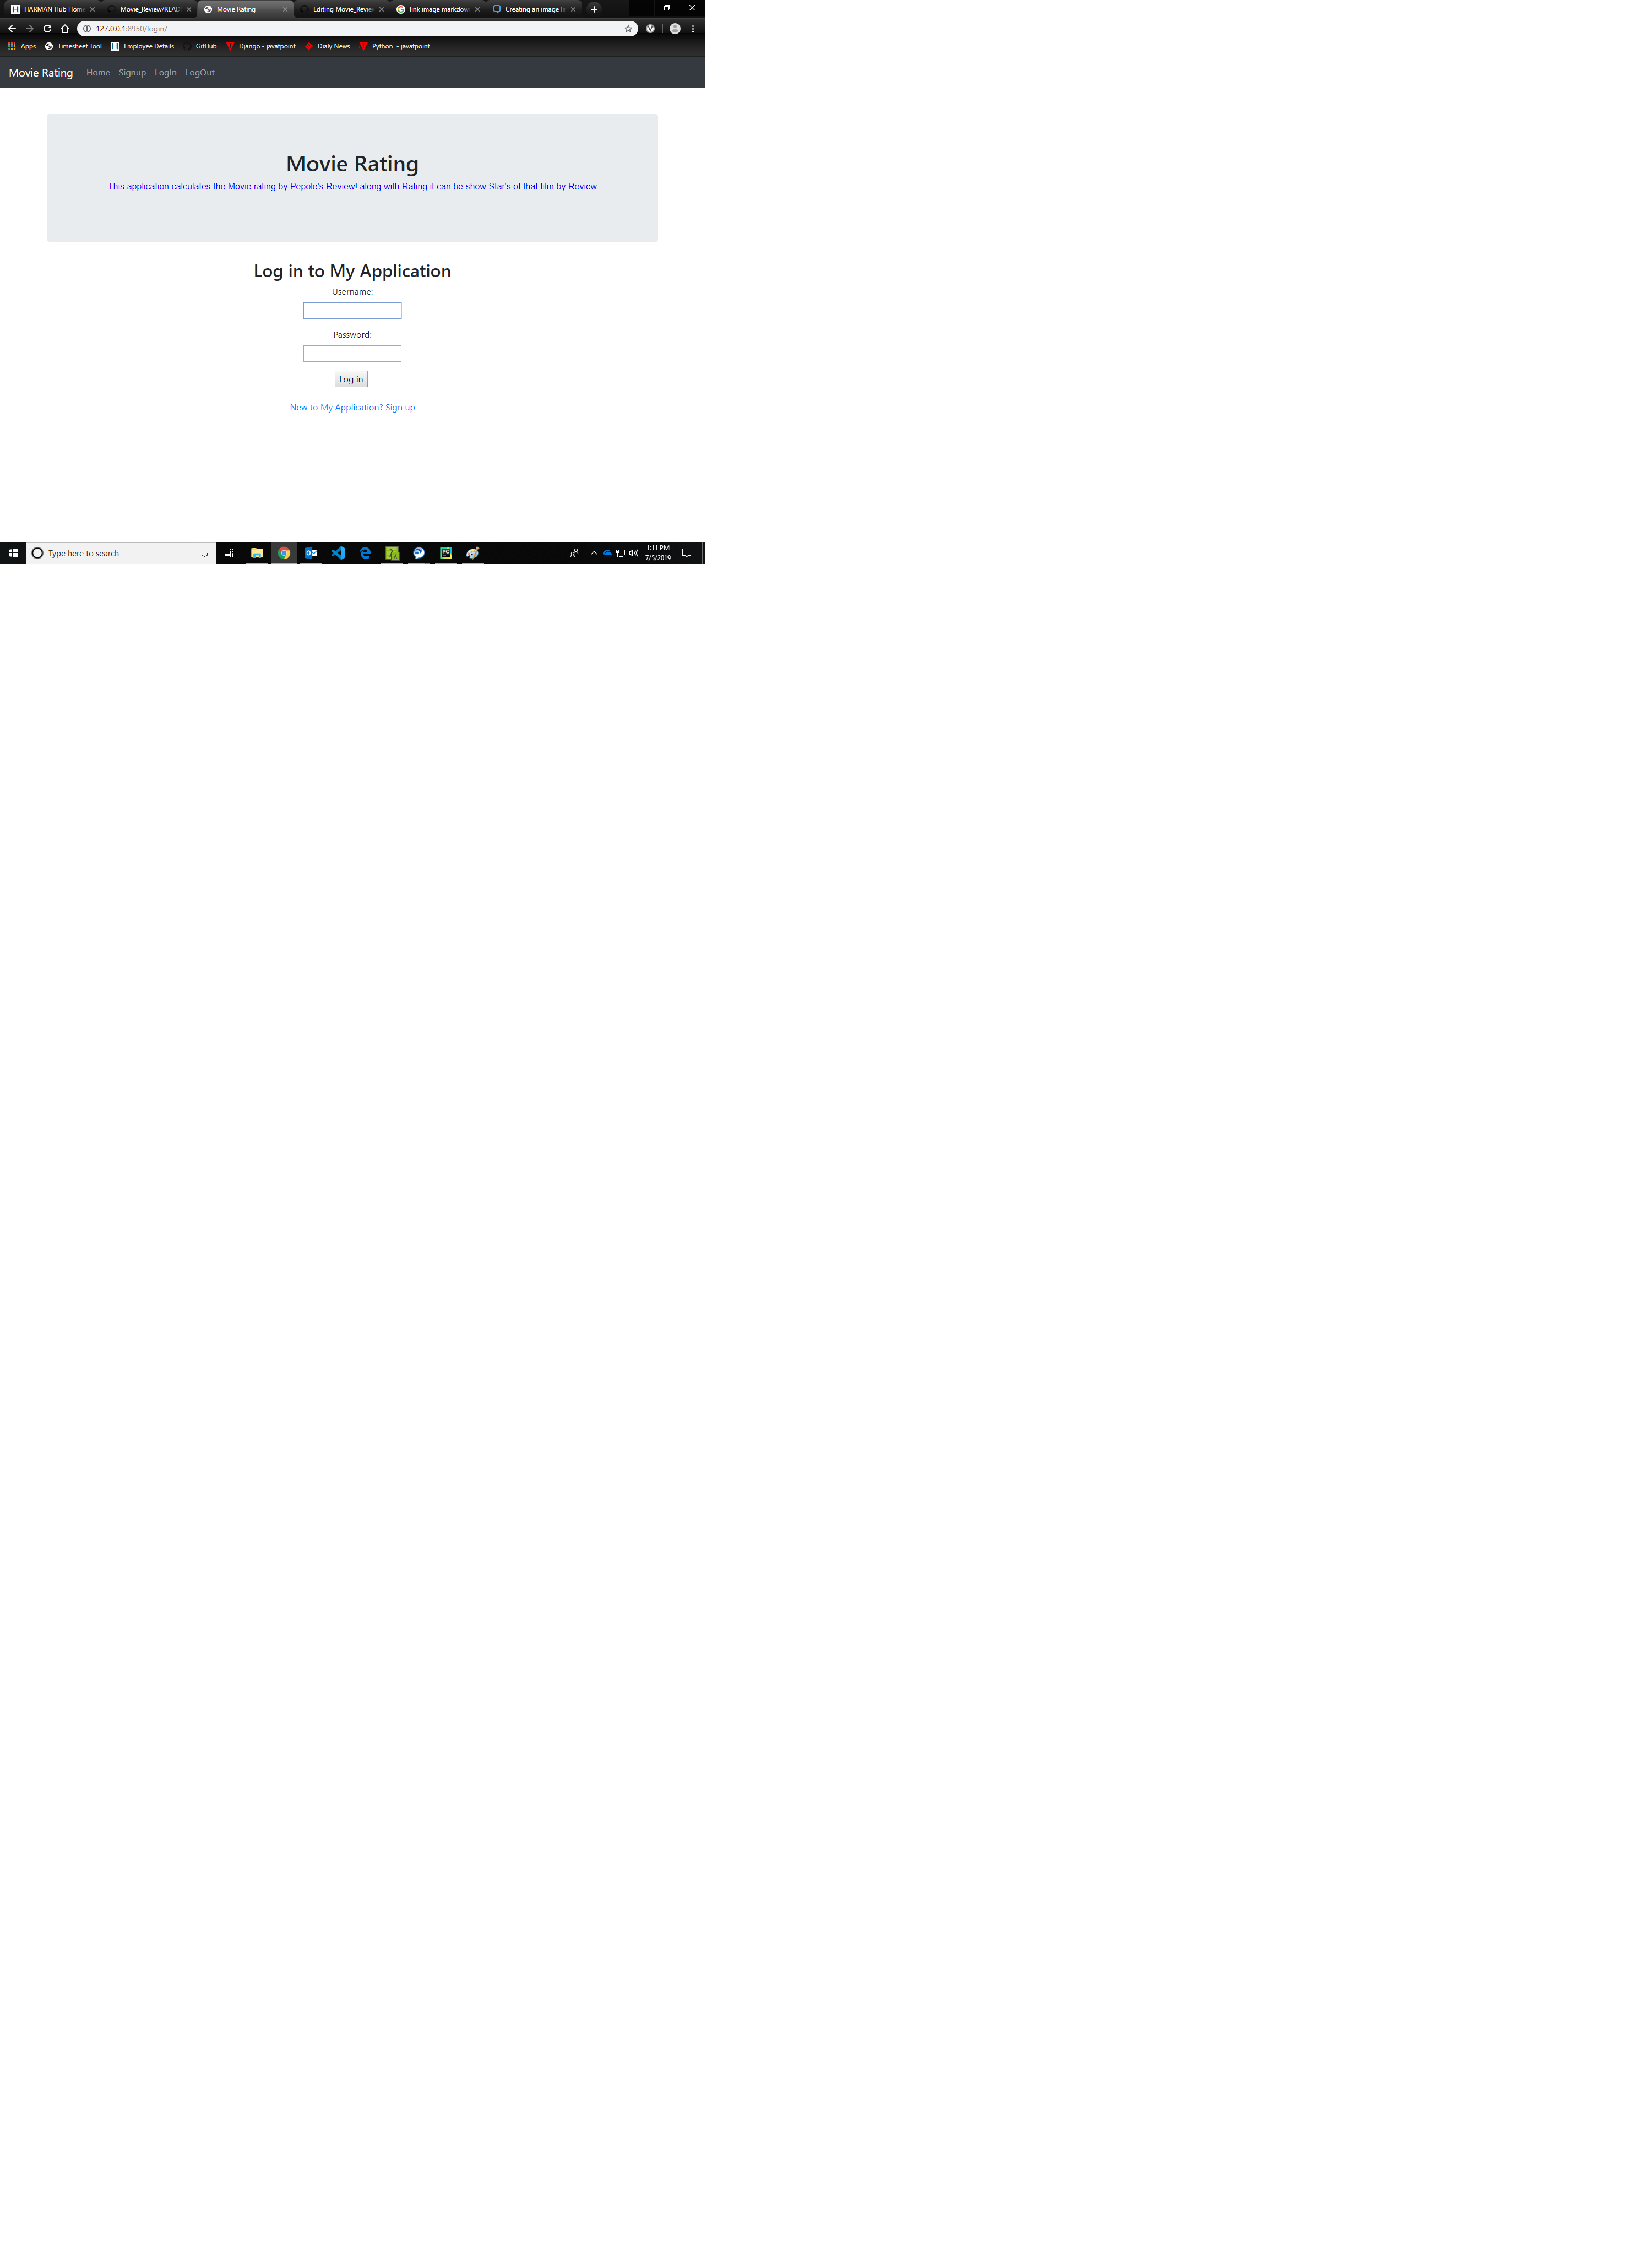 HARMAN Hub Hom
Movie_Review/READ
Movie Rating
Editing Movie_Revie
link image markdow
Creating an image li
127.0.0.1:8950/login/
Apps
Timesheet Tool
Employee Details
GitHub
Django - javatpoint
Dialy News
Python - javatpoint
Movie Rating
Home
Signup
LogIn
LogOut
Movie Rating
This application calculates the Movie rating by Pepole's Review! along with Rating it can be show Star's of that film by Review
Log in to My Application
Username:
Password:
Log in
New to My Application? Sign up
Type here to search
1:11 PM
7/5/2019